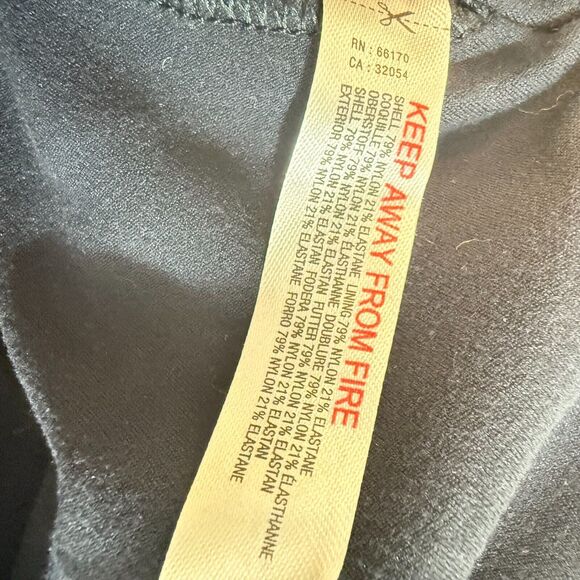 RN : 66170
CA : 32054
KEEP AWAY FROM FIRE
SHELL 79% NYLON 21% ELASTANE LINING 79% NYLON 21% ELASTANE
COQUILLE 79% NYLON 21% ELASTHANNE DOUBLURE 79% NYLON 21% ELASTHANNE
OBERSTOFF 79% NYLON 21% ELASTAN FUTTER 79% NYLON 21% ELASTAN
SHELL 79% NYLON 21% ELASTAN FODERA 79% NYLON 21% ELASTAN
EXTERIOR 79% NYLON 21% ELASTANE FORRO 79% NYLON 21% ELASTANE